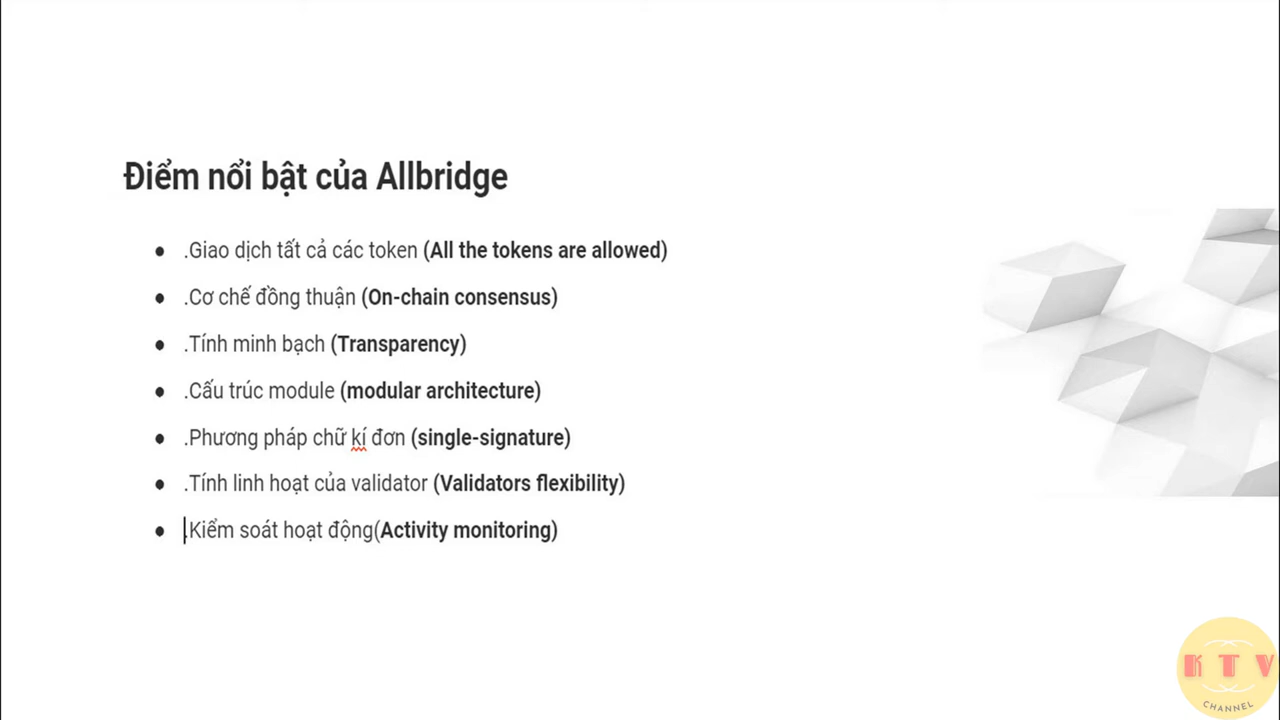 Điểm nổi bật của Allbridge
● .Giao dịch tất cả các token (All the tokens are allowed)
● .Cơ chế đồng thuận (On-chain consensus)
● .Tính minh bạch (Transparency)
● .Cấu trúc module (modular architecture)
● .Phương pháp chữ kí đơn (single-signature)
● .Tính linh hoạt của validator (Validators flexibility)
● .Kiểm soát hoạt động(Activity monitoring)
KTV
CHANNEL